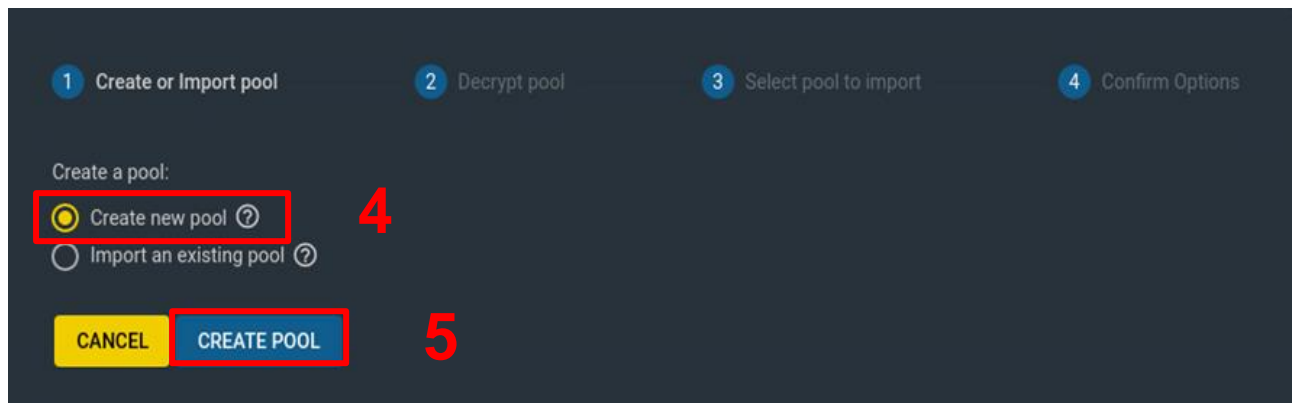 1 Create or Import pool 2 Decrypt pool 3 Select pool to import 4 Confirm Options
Create a pool:
Create new pool ? 4
Import an existing pool ?
CANCEL CREATE POOL 5